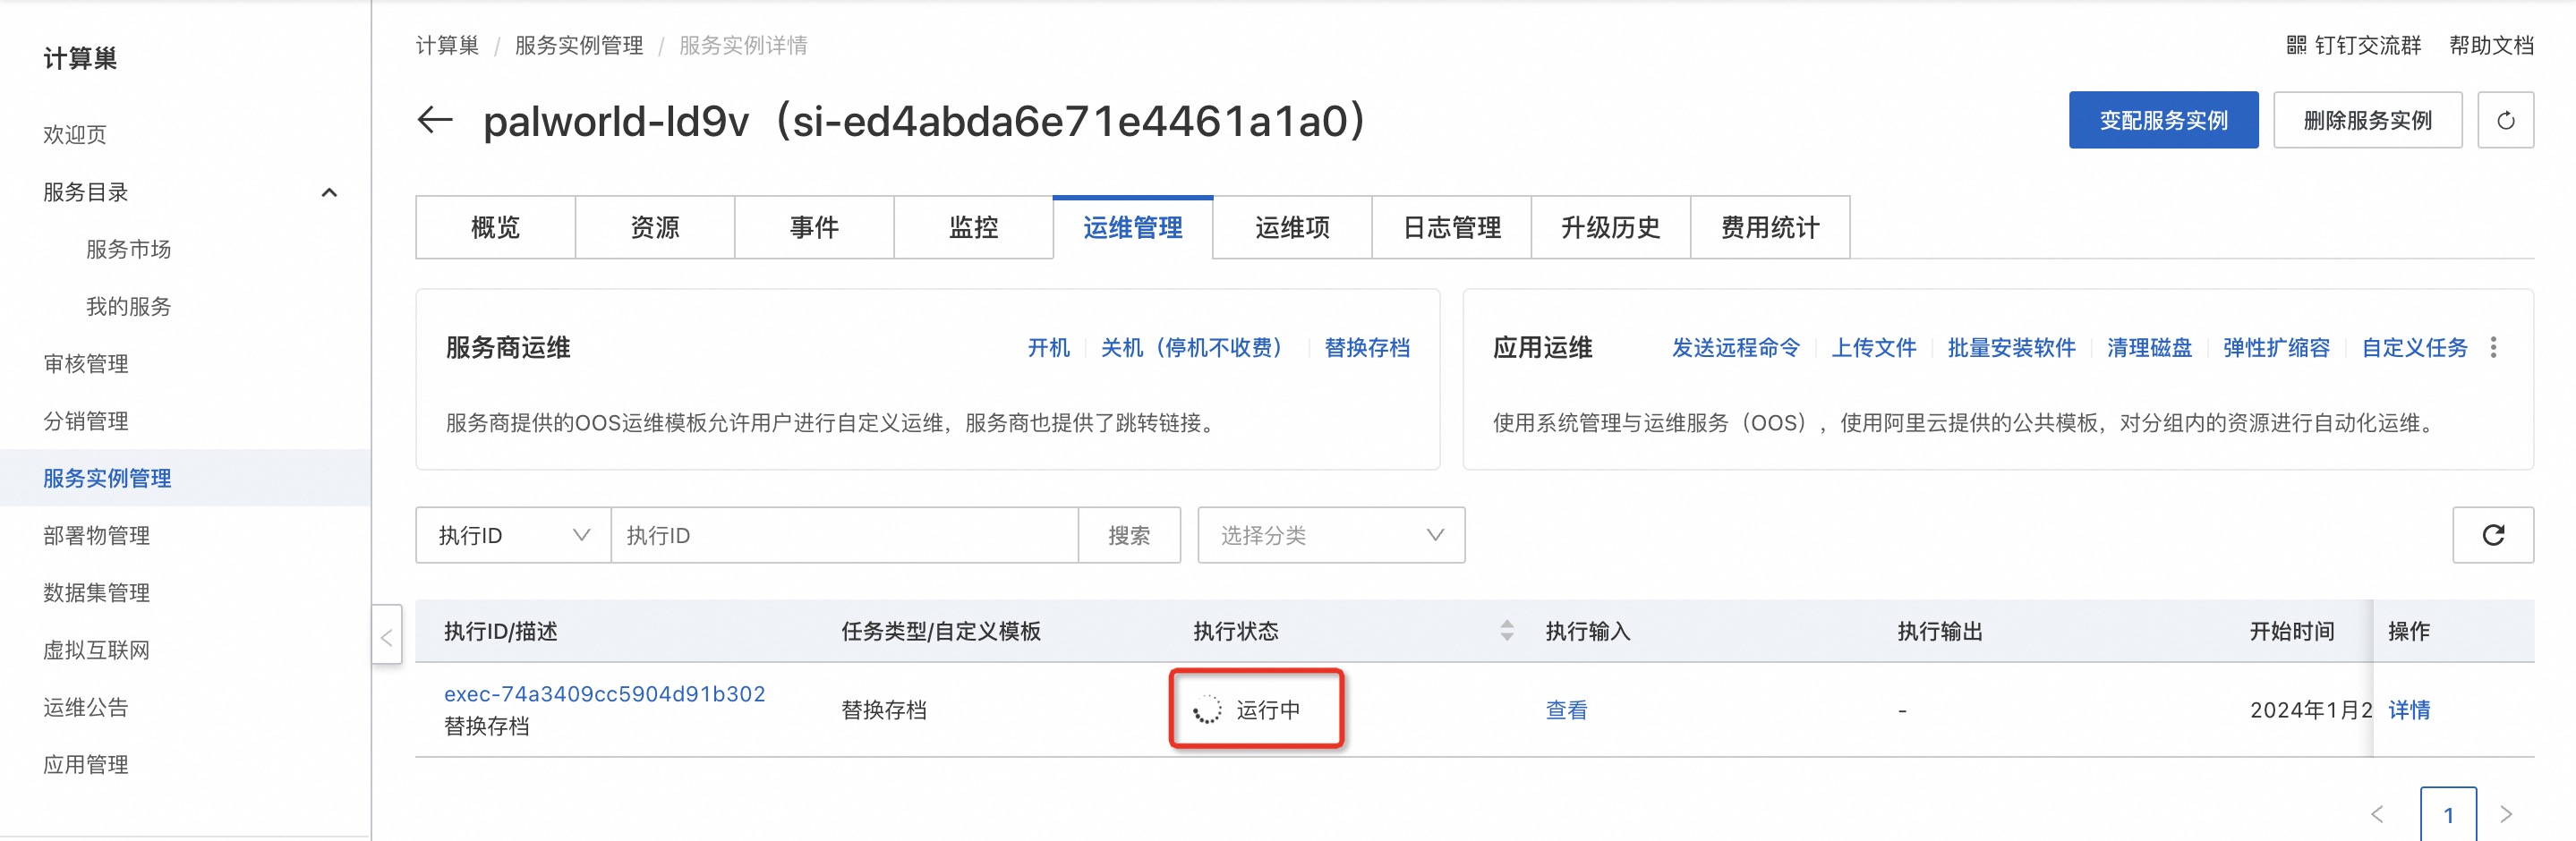 计算巢
欢迎页
服务目录
服务市场
我的服务
审核管理
分销管理
服务实例管理
部署物管理
数据集管理
虚拟互联网
运维公告
应用管理
计算巢 / 服务实例管理 / 服务实例详情
钉钉交流群 帮助文档
palworld-ld9v（si-ed4abda6e71e4461a1a0）
变配服务实例 删除服务实例
概览 资源 事件 监控 运维管理 运维项 日志管理 升级历史 费用统计
服务商运维 开机 关机（停机不收费） 替换存档
服务商提供的OOS运维模板允许用户进行自定义运维，服务商也提供了跳转链接。
应用运维 发送远程命令 上传文件 批量安装软件 清理磁盘 弹性扩缩容 自定义任务
使用系统管理与运维服务（OOS），使用阿里云提供的公共模板，对分组内的资源进行自动化运维。
执行ID 执行ID 搜索 选择分类
执行ID/描述 任务类型/自定义模板 执行状态 执行输入 执行输出 开始时间 操作
exec-74a3409cc5904d91b302
替换存档 替换存档 运行中 查看 - 2024年1月2 详情
1